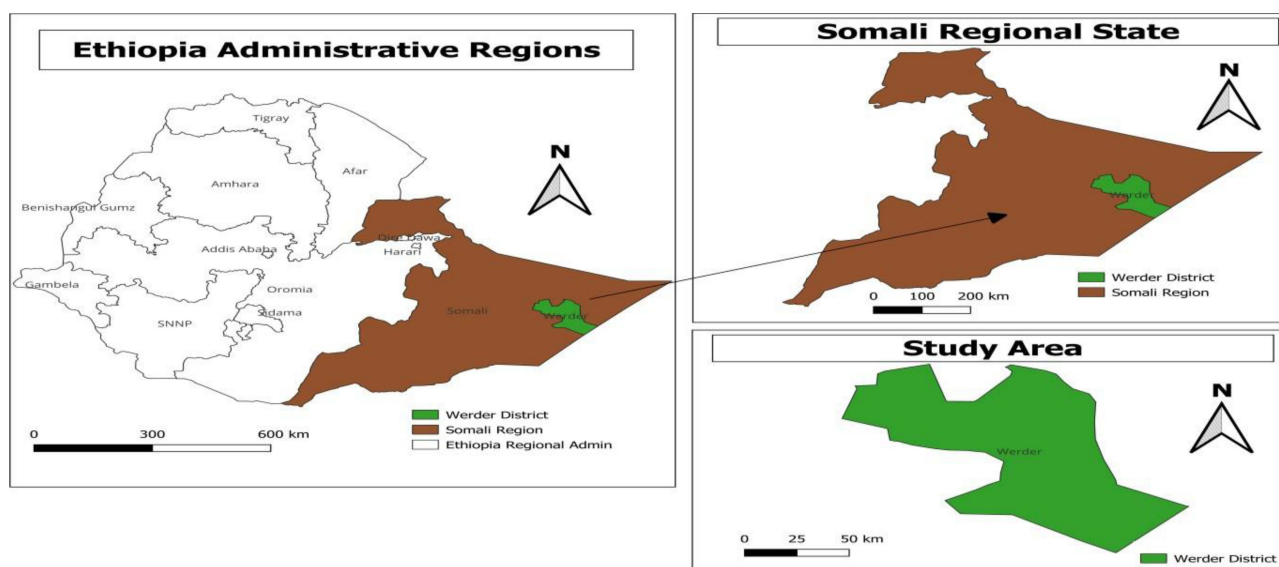 Ethiopia Administrative Regions
N
Tigray
Afar
Amhara
Benishangul Gumz
Dire Dawa
Addis Ababa
Harari
Gambela
Oromia
Sidama
SNNP
Somali
Warder
Werder District
Somali Region
Ethiopia Regional Admin
0 300 600 km
Somali Regional State
N
Warder
Werder District
Somali Region
0 100 200 km
Study Area
N
Werder
0 25 50 km
Werder District